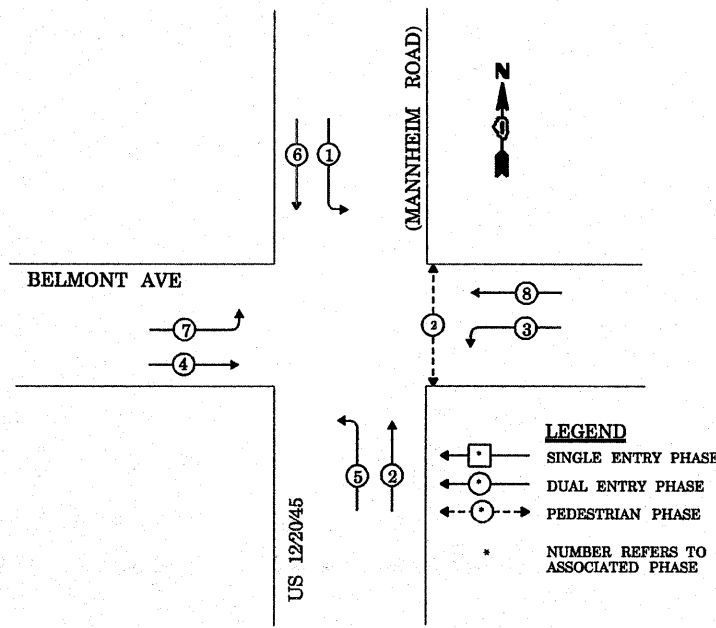 (MANNHEIM ROAD)
N
6
1
BELMONT AVE
8
7
2
3
4
5
2
US 12/20/45
LEGEND
* SINGLE ENTRY PHASE
* DUAL ENTRY PHASE
* PEDESTRIAN PHASE
* NUMBER REFERS TO
ASSOCIATED PHASE